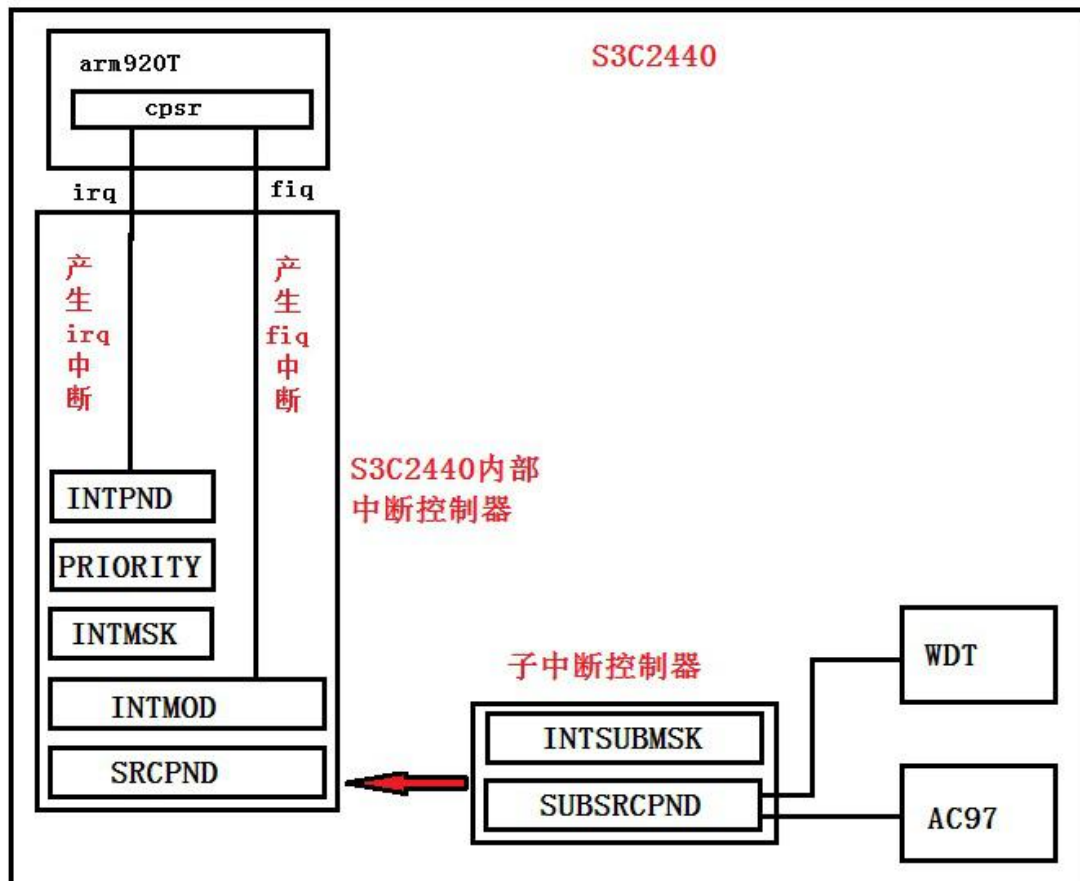 S3C2440
arm920T
cpsr
irq
fiq
产
生
irq
中
断
产
生
fiq
中
断
S3C2440内部
中断控制器
INTPND
PRIORITY
INTMSK
INTMOD
SRCPND
子中断控制器
INTSUBMSK
SUBSRCPND
WDT
AC97